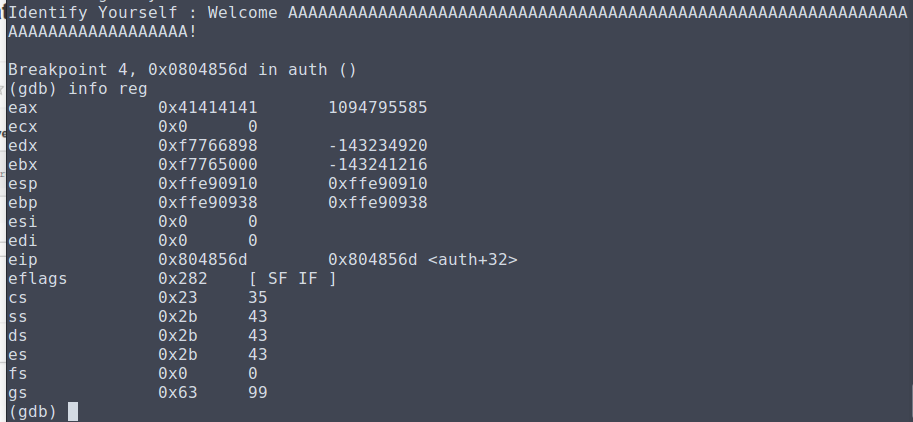 Identify Yourself : Welcome AAAAAAAAAAAAAAAAAAAAAAAAAAAAAAAAAAAAAAAAAAAAAAAAAAAAAAAAAAAAAA
AAAAAAAAAAAAAAAAAA!
Breakpoint 4, 0x0804856d in auth ()
(gdb) info reg
eax 0x41414141 1094795585
ecx 0x0 0
edx 0xf7766898 -143234920
ebx 0xf7765000 -143241216
esp 0xffe90910 0xffe90910
ebp 0xffe90938 0xffe90938
esi 0x0 0
edi 0x0 0
eip 0x804856d 0x804856d <auth+32>
eflags 0x282 [ SF IF ]
cs 0x23 35
ss 0x2b 43
ds 0x2b 43
es 0x2b 43
fs 0x0 0
gs 0x63 99
(gdb)